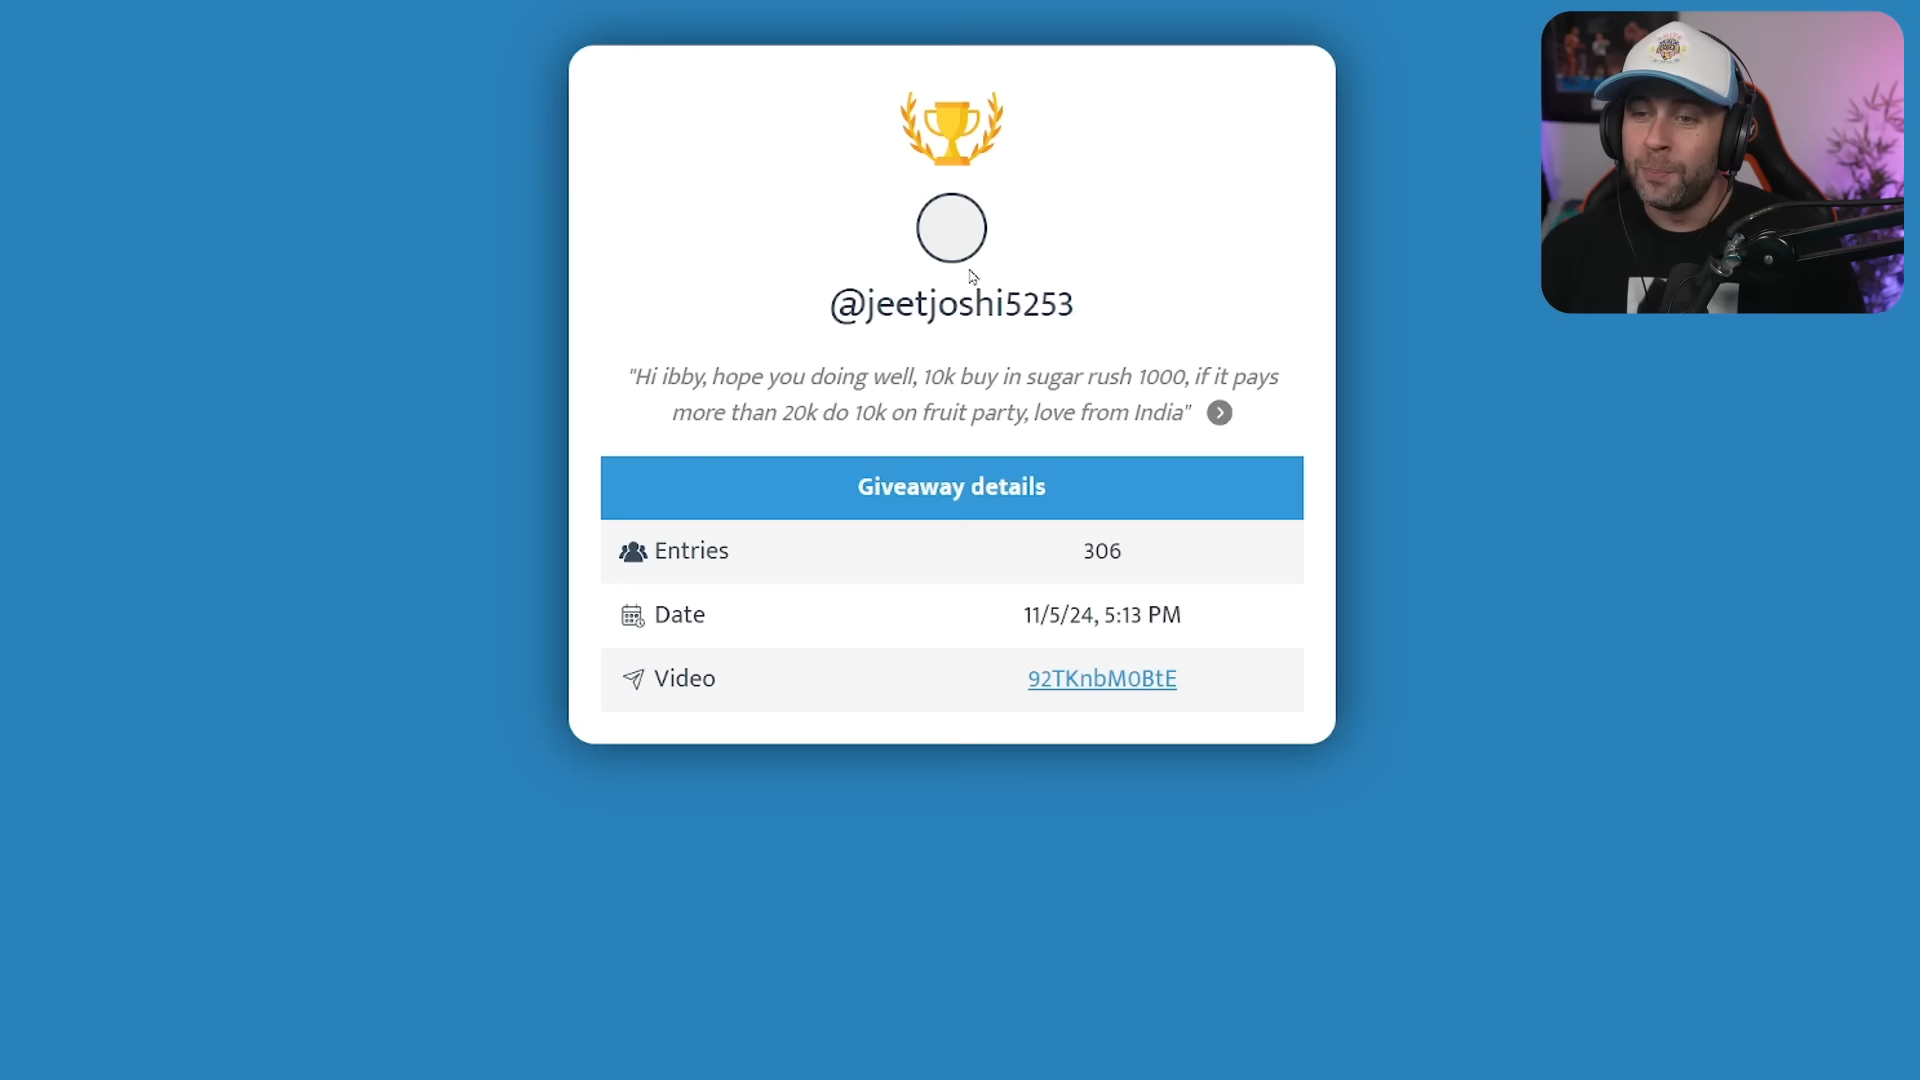 @jeetjoshi5253
"Hi ibby, hope you doing well, 10k buy in sugar rush 1000, if it pays
more than 20k do 10k on fruit party, love from India"
Giveaway details
Entries 306
Date 11/5/24, 5:13 PM
Video 92TKnbM0BtE